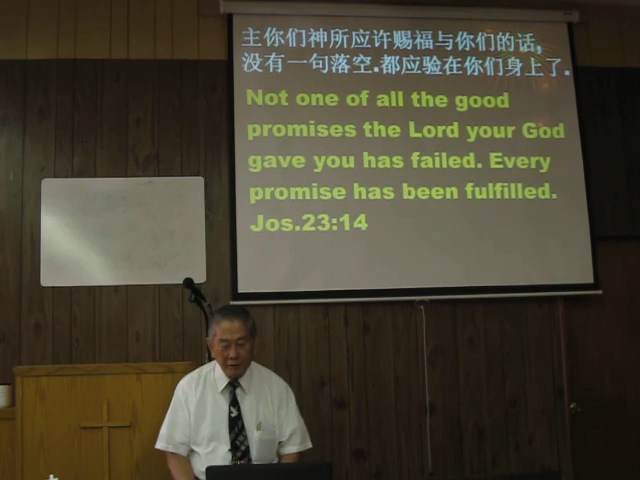 主你们神所应许赐福与你们的话,
没有一句落空.都应验在你们身上了.
Not one of all the good
promises the Lord your God
gave you has failed. Every
promise has been fulfilled.
Jos.23:14